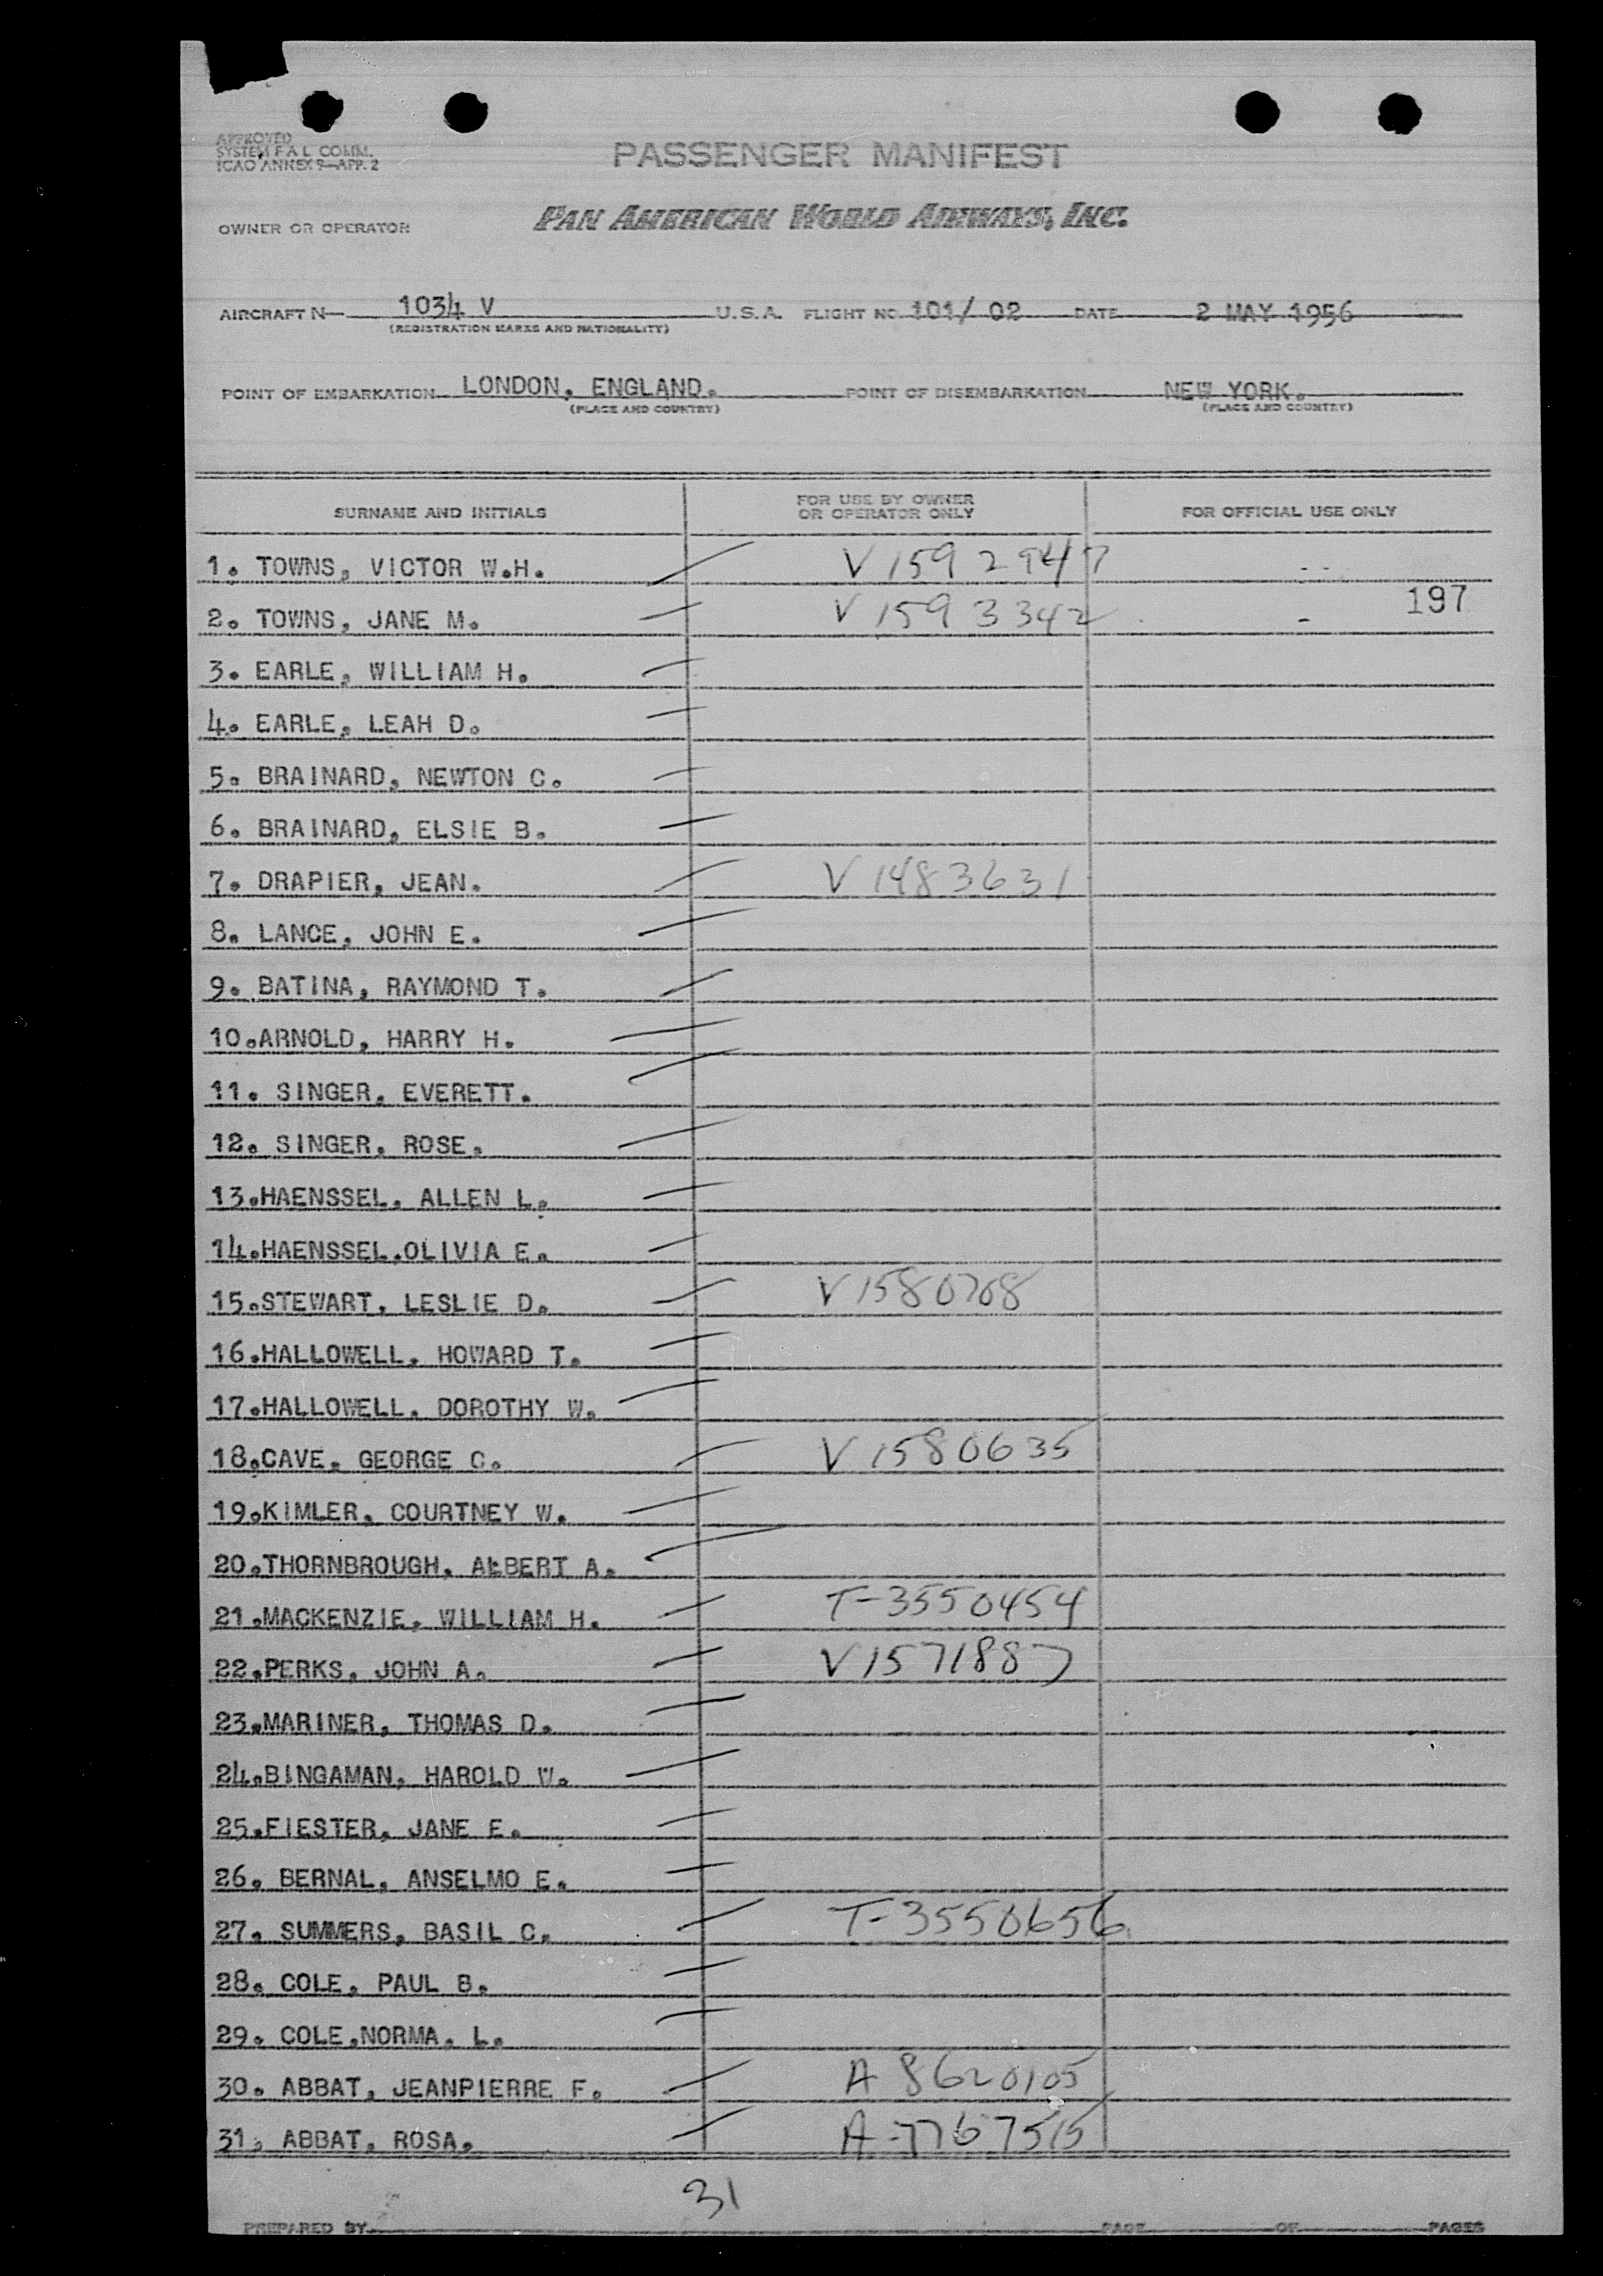 APPROVED
SYSTEM F A L COMM.
ICAO ANNEX 9—APP. 2
PASSENGER MANIFEST
OWNER OR OPERATOR
PAN AMERICAN WORLD AIRWAYS, INC.
AIRCRAFT N— 1034 V U.S.A. FLIGHT NO. 101/ 02 DATE 2 MAY 1956
(REGISTRATION MARKS AND NATIONALITY)
POINT OF EMBARKATION LONDON, ENGLAND. POINT OF DISEMBARKATION NEW YORK.
(PLACE AND COUNTRY) (PLACE AND COUNTRY)
SURNAME AND INITIALS FOR USE BY OWNER OR OPERATOR ONLY FOR OFFICIAL USE ONLY
1. TOWNS, VICTOR W.H. V 1592947
197
2. TOWNS, JANE M. V 1593342
3. EARLE, WILLIAM H.
4. EARLE, LEAH D.
5. BRAINARD, NEWTON C.
6. BRAINARD, ELSIE B.
7. DRAPIER, JEAN. V 1483631
8. LANCE, JOHN E.
9. BATINA, RAYMOND T.
10.ARNOLD, HARRY H.
11. SINGER, EVERETT.
12. SINGER, ROSE.
13.HAENSSEL, ALLEN L.
14.HAENSSEL,OLIVIA E.
15.STEWART, LESLIE D. V 1580708
16.HALLOWELL, HOWARD T.
17.HALLOWELL, DOROTHY W.
18.CAVE, GEORGE C. V 1580635
19.KIMLER, COURTNEY W.
20.THORNBROUGH, ALBERT A.
21.MACKENZIE, WILLIAM H. T-3550454
22.PERKS, JOHN A. V 1571887
23.MARINER, THOMAS D.
24.BINGAMAN, HAROLD W.
25.FIESTER, JANE E.
26. BERNAL, ANSELMO E.
27. SUMMERS, BASIL C. T-3550656
28. COLE, PAUL B.
29. COLE,NORMA. L.
30. ABBAT, JEANPIERRE F. A 8620105
31. ABBAT, ROSA. A-7767515
31
PREPARED BY PAGE OF PAGES